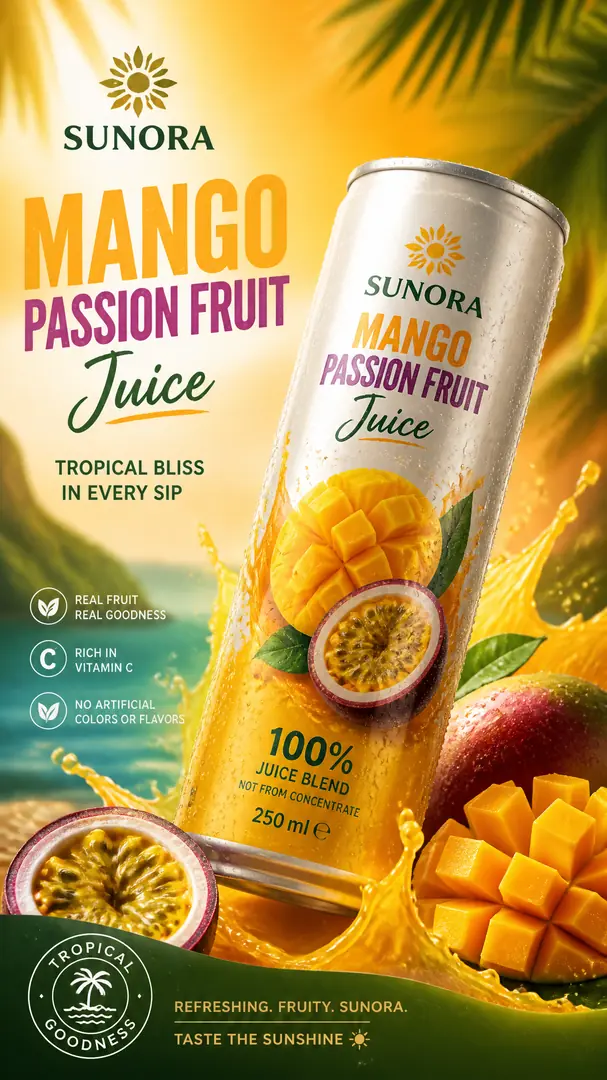 SUNORA
MANGO
PASSION FRUIT
Juice
TROPICAL BLISS
IN EVERY SIP
REAL FRUIT
REAL GOODNESS
C
RICH IN
VITAMIN C
NO ARTIFICIAL
COLORS OR FLAVORS
SUNORA
MANGO
PASSION FRUIT
Juice
100%
JUICE BLEND
NOT FROM CONCENTRATE
250 ml ℮
TROPICAL
GOODNESS
REFRESHING. FRUITY. SUNORA.
TASTE THE SUNSHINE